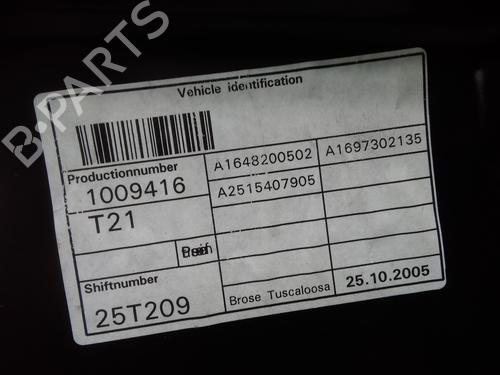 B-PARTS
Vehicle identification
Productionnumber
1009416
T21
Shiftnumber
25T209
A1648200502 A1697302135
A2515407905
Brose Tuscaloosa 25.10.2005